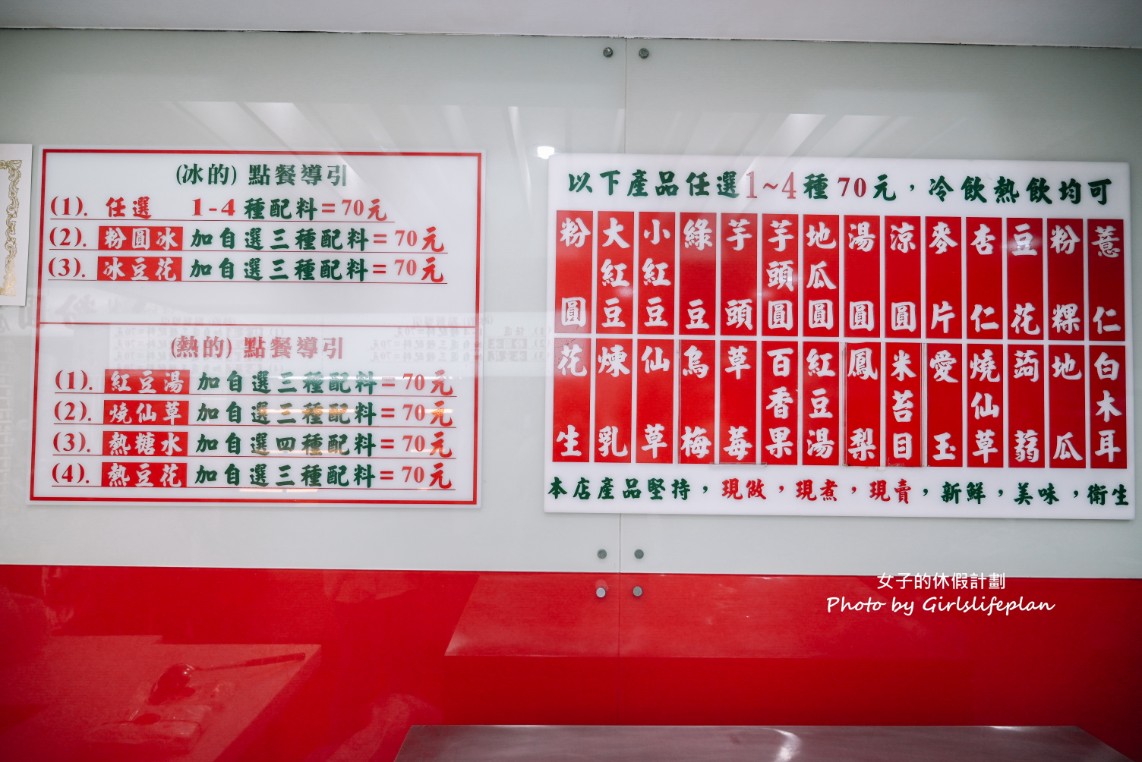 (冰的) 點餐導引
(1). 任選 1-4種配料=70元
(2). 粉圓冰 加自選三種配料=70元
(3). 冰豆花 加自選三種配料=70元
(熱的) 點餐導引
(1). 紅豆湯 加自選三種配料=70元
(2). 燒仙草 加自選三種配料=70元
(3). 熱糖水 加自選四種配料=70元
(4). 熱豆花 加自選三種配料=70元
以下產品任選1~4種70元，冷飲熱飲均可
粉圓
大紅豆
小紅豆
綠豆
芋頭
芋頭圓
地瓜圓
湯圓
涼圓
麥片
杏仁
豆花
粉粿
薏仁
花生
煉乳
仙草
烏梅
草莓
百香果
紅豆湯
鳳梨
米苔目
愛玉
燒仙草
蒟蒻
地瓜
白木耳
本店產品堅持，現做，現煮，現賣，新鮮，美味，衛生
女子的休假計劃
Photo by Girlslifeplan